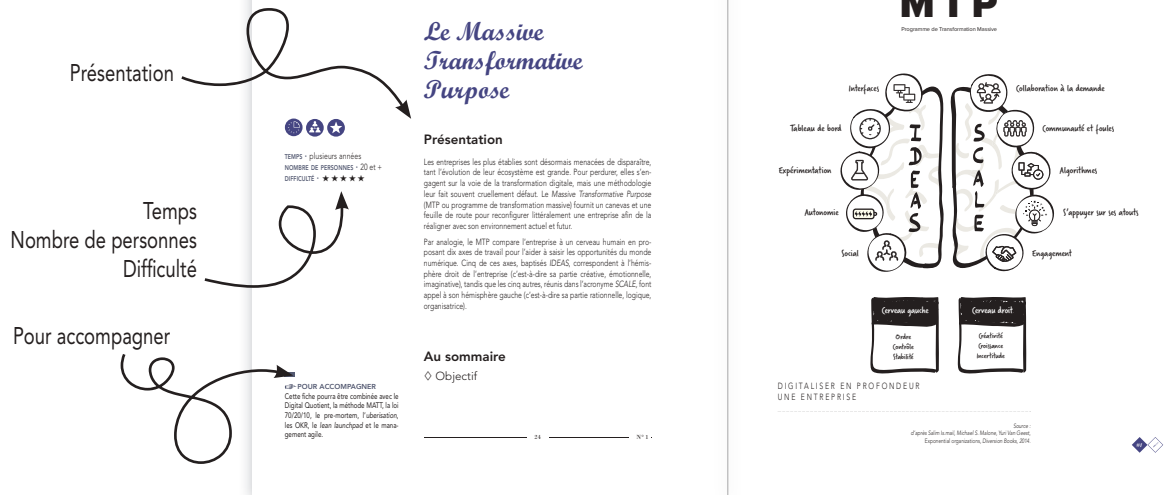 Présentation
Temps
Nombre de personnes
Difficulté
Pour accompagner
TEMPS • plusieurs années
NOMBRE DE PERSONNES • 20 et +
DIFFICULTÉ • ★★★★★
☞ POUR ACCOMPAGNER
Cette fiche pourra être combinée avec le
Digital Quotient, la méthode MATT, la loi
70/20/10, le pre-mortem, l'uberisation,
les OKR, le lean launchpad et le mana-
gement agile.
Le Massive
Transformative
Purpose
Présentation
Les entreprises les plus établies sont désormais menacées de disparaître,
tant l'évolution de leur écosystème est grande. Pour perdurer, elles s'en-
gagent sur la voie de la transformation digitale, mais une méthodologie
leur fait souvent cruellement défaut. Le Massive Transformative Purpose
(MTP ou programme de transformation massive) fournit un canevas et une
feuille de route pour reconfigurer littéralement une entreprise afin de la
réaligner avec son environnement actuel et futur.
Par analogie, le MTP compare l'entreprise à un cerveau humain en pro-
posant dix axes de travail pour l'aider à saisir les opportunités du monde
numérique. Cinq de ces axes, baptisés IDEAS, correspondent à l'hémis-
phère droit de l'entreprise (c'est-à-dire sa partie créative, émotionnelle,
imaginative), tandis que les cinq autres, réunis dans l'acronyme SCALE, font
appel à son hémisphère gauche (c'est-à-dire sa partie rationnelle, logique,
organisatrice).
Au sommaire
◊ Objectif
24
N° 1 •
MTP
Programme de Transformation Massive
Interfaces
Tableau de bord
Expérimentation
Autonomie
Social
IDEAS
SCALE
Collaboration à la demande
Communauté et foules
Algorithmes
S'appuyer sur ses atouts
Engagement
Cerveau gauche
Ordre
Contrôle
Stabilité
Cerveau droit
Créativité
Croissance
Incertitude
DIGITALISER EN PROFONDEUR
UNE ENTREPRISE
Source :
d'après Salim Is mail, Michael S. Malone, Yuri Van Geest,
Exponential organizations, Diversion Books, 2014.